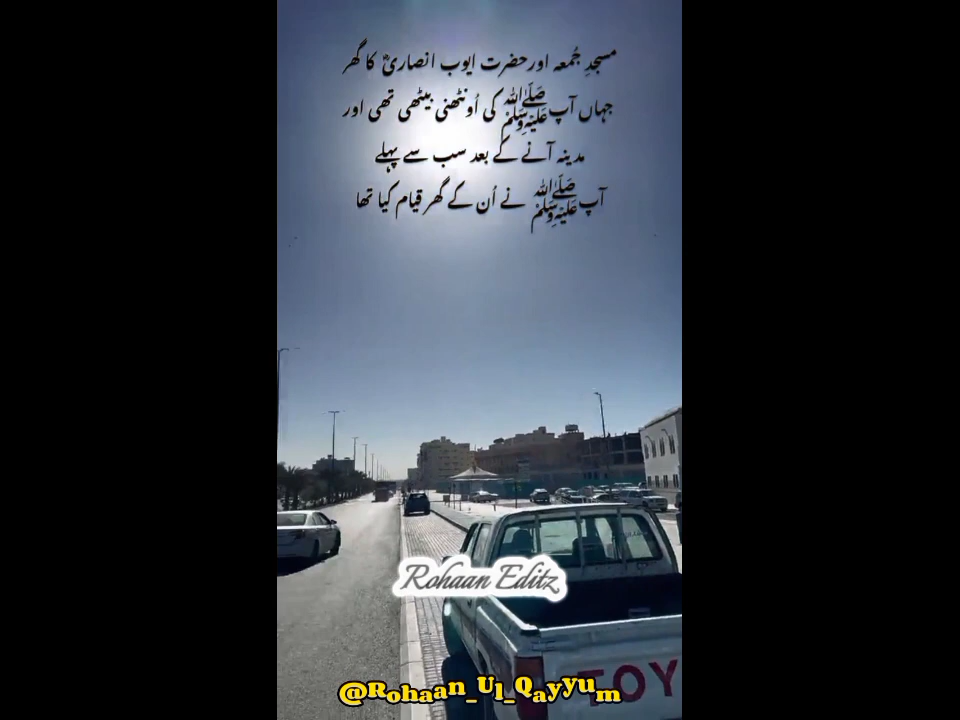 مسجدِ جُمعہ اور حضرت ایوب انصاریؓ کا گھر
جہاں آپ ﷺ کی اُونٹھنی بیٹھی تھی اور
مدینہ آنے کے بعد سب سے پہلے
آپ ﷺ نے اُن کے گھر قیام کیا تھا
Rohaan Editz
TOY
@Rohaan_Ul_Qayyum